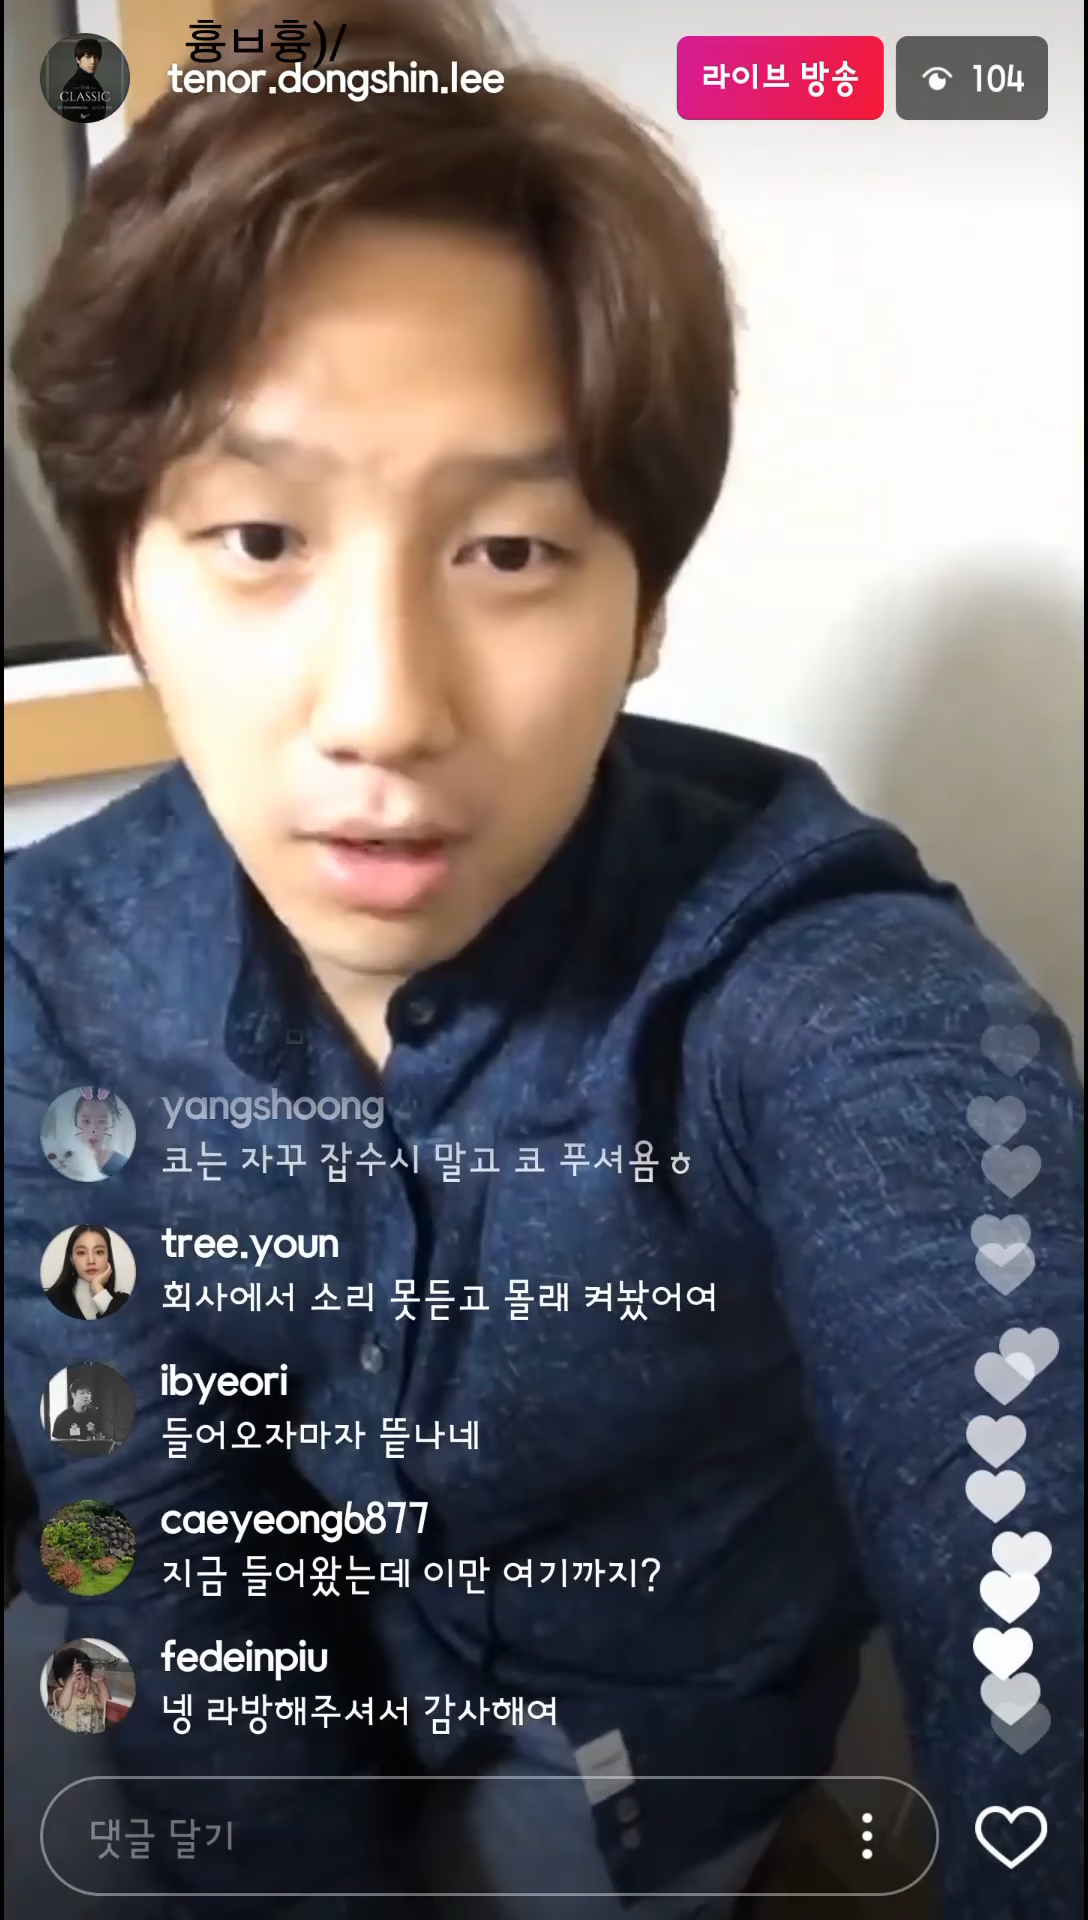 흉ㅂ흉)/
tenor.dongshin.lee
라이브 방송
104
CLASSIC
yangshoong
코는 자꾸 잡수시 말고 코 푸셔욤ㅎ
tree.youn
회사에서 소리 못듣고 몰래 켜놨어여
ibyeori
들어오자마자 뜥나네
caeyeong6877
지금 들어왔는데 이만 여기까지?
fedeinpiu
넹 라방해주셔서 감사해여
댓글 달기